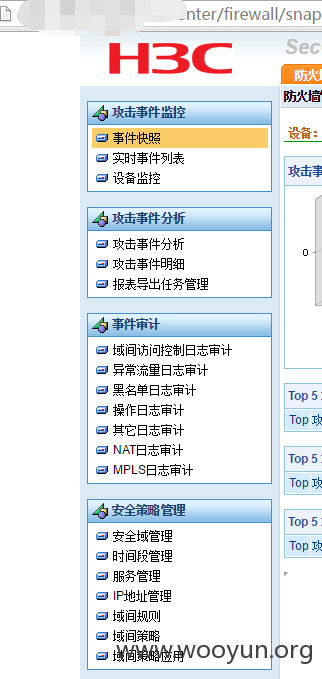 enter/firewall/snap
H3C
Sec
防火墙
防火墙
设备：
攻击事件监控
事件快照
实时事件列表
设备监控
攻击事
0
攻击事件分析
攻击事件分析
攻击事件明细
报表导出任务管理
事件审计
域间访问控制日志审计
异常流量日志审计
黑名单日志审计
操作日志审计
其它日志审计
NAT日志审计
MPLS日志审计
Top 5
Top 攻
Top 5
Top 攻
Top 5
Top 攻
安全策略管理
安全域管理
时间段管理
服务管理
IP地址管理
域间规则
域间策略
域间策略应用
www.wooyun.org